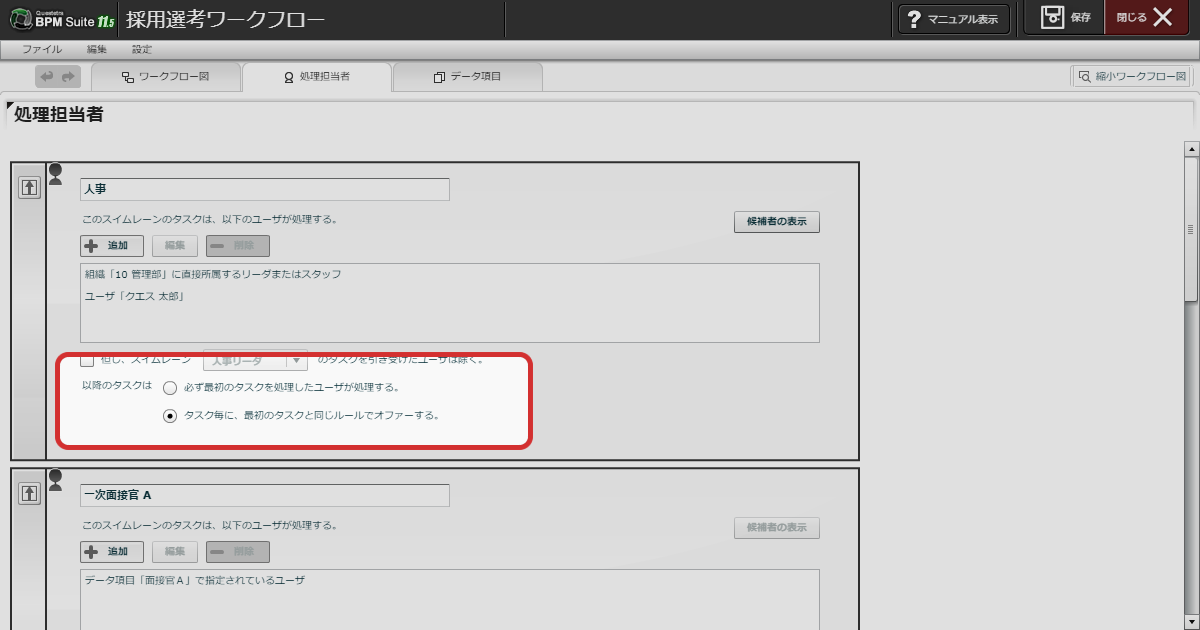 Questetra BPM Suite 11.5 採用選考ワークフロー ? マニュアル表示 保存 閉じる
ファイル 編集 設定
ワークフロー図 処理担当者 データ項目 縮小ワークフロー図
処理担当者
人事
このスイムレーンのタスクは、以下のユーザが処理する。
候補者の表示
追加 編集 削除
組織「10 管理部」に直接所属するリーダまたはスタッフ
ユーザ「クエス 太郎」
但し、スイムレーン 人事リーダ のタスクを引き受けたユーザは除く。
以降のタスクは 必ず最初のタスクを処理したユーザが処理する。
タスク毎に、最初のタスクと同じルールでオファーする。
一次面接官 A
このスイムレーンのタスクは、以下のユーザが処理する。
候補者の表示
追加 編集 削除
データ項目「面接官Ａ」で指定されているユーザ